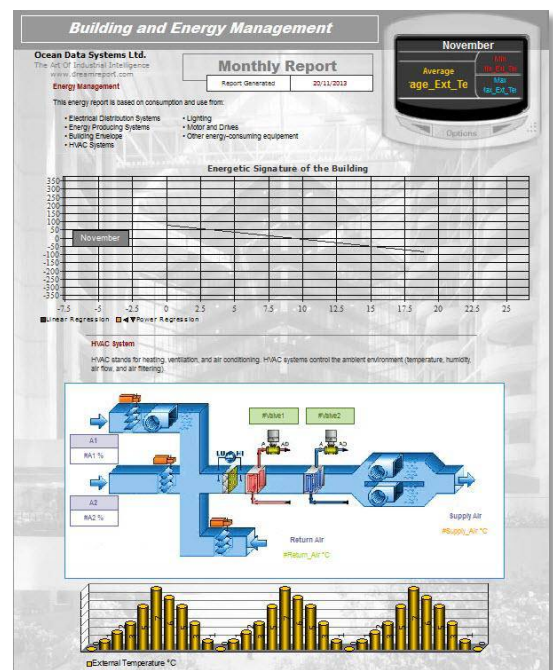 Building and Energy Management
Ocean Data Systems Ltd.
The Art Of Industrial Intelligence
www.dreamreport.com
Energy Management
Monthly Report
Report Generated 20/11/2013
November
Average
age_Ext_Te
Min
Max
Options
This energy report is based on consumption and use from:
• Electrical Distribution Systems
• Energy Producing Systems
• Building Envelope
• HVAC Systems
• Lighting
• Motor and Drives
• Other energy-consuming equipement
Energetic Signature of the Building
350
300
250
200
150
100
50
0
-50
-100
-150
-200
-250
-300
-350
November
-7.5 -5 -2.5 0 2.5 5 7.5 10 12.5 15 17.5 20 22.5 25
Linear Regression Power Regression
HVAC System
HVAC stands for heating, ventilation, and air conditioning. HVAC systems control the ambient environment (temperature, humidity,
air flow, and air filtering).
#Valve1 #Valve2
A1
#A1 %
LO HI
A AO A AO
A2
#A2 %
Supply Air
#Supply_Air °C
Return Air
#Return_Air °C
External Temperature °C